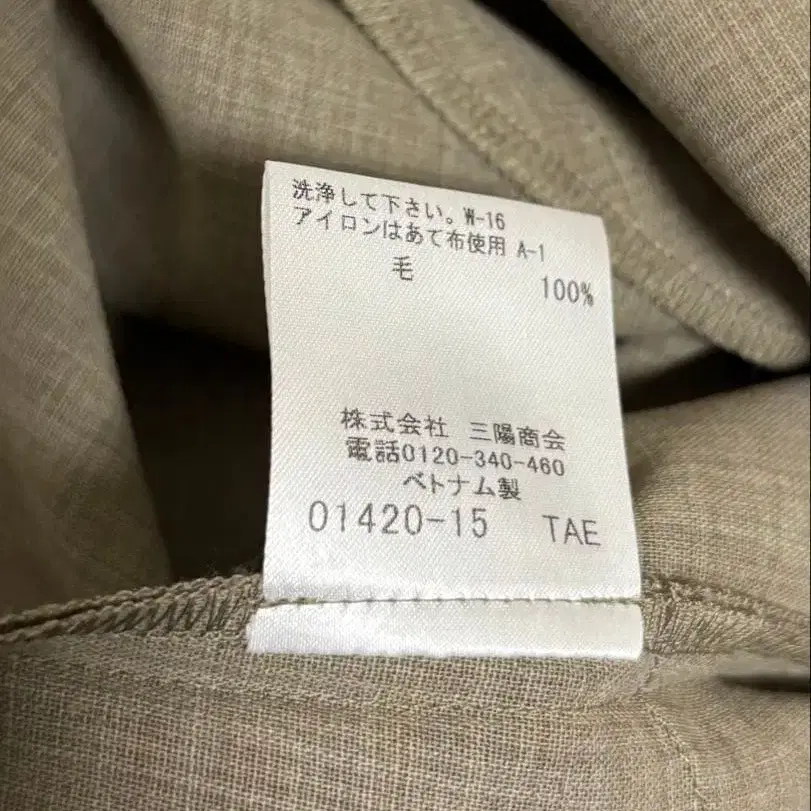 洗浄して下さい。W-16
アイロンはあて布使用 A-1
毛 100%
株式会社 三陽商会
電話0120-340-460
ベトナム製
01420-15 TAE